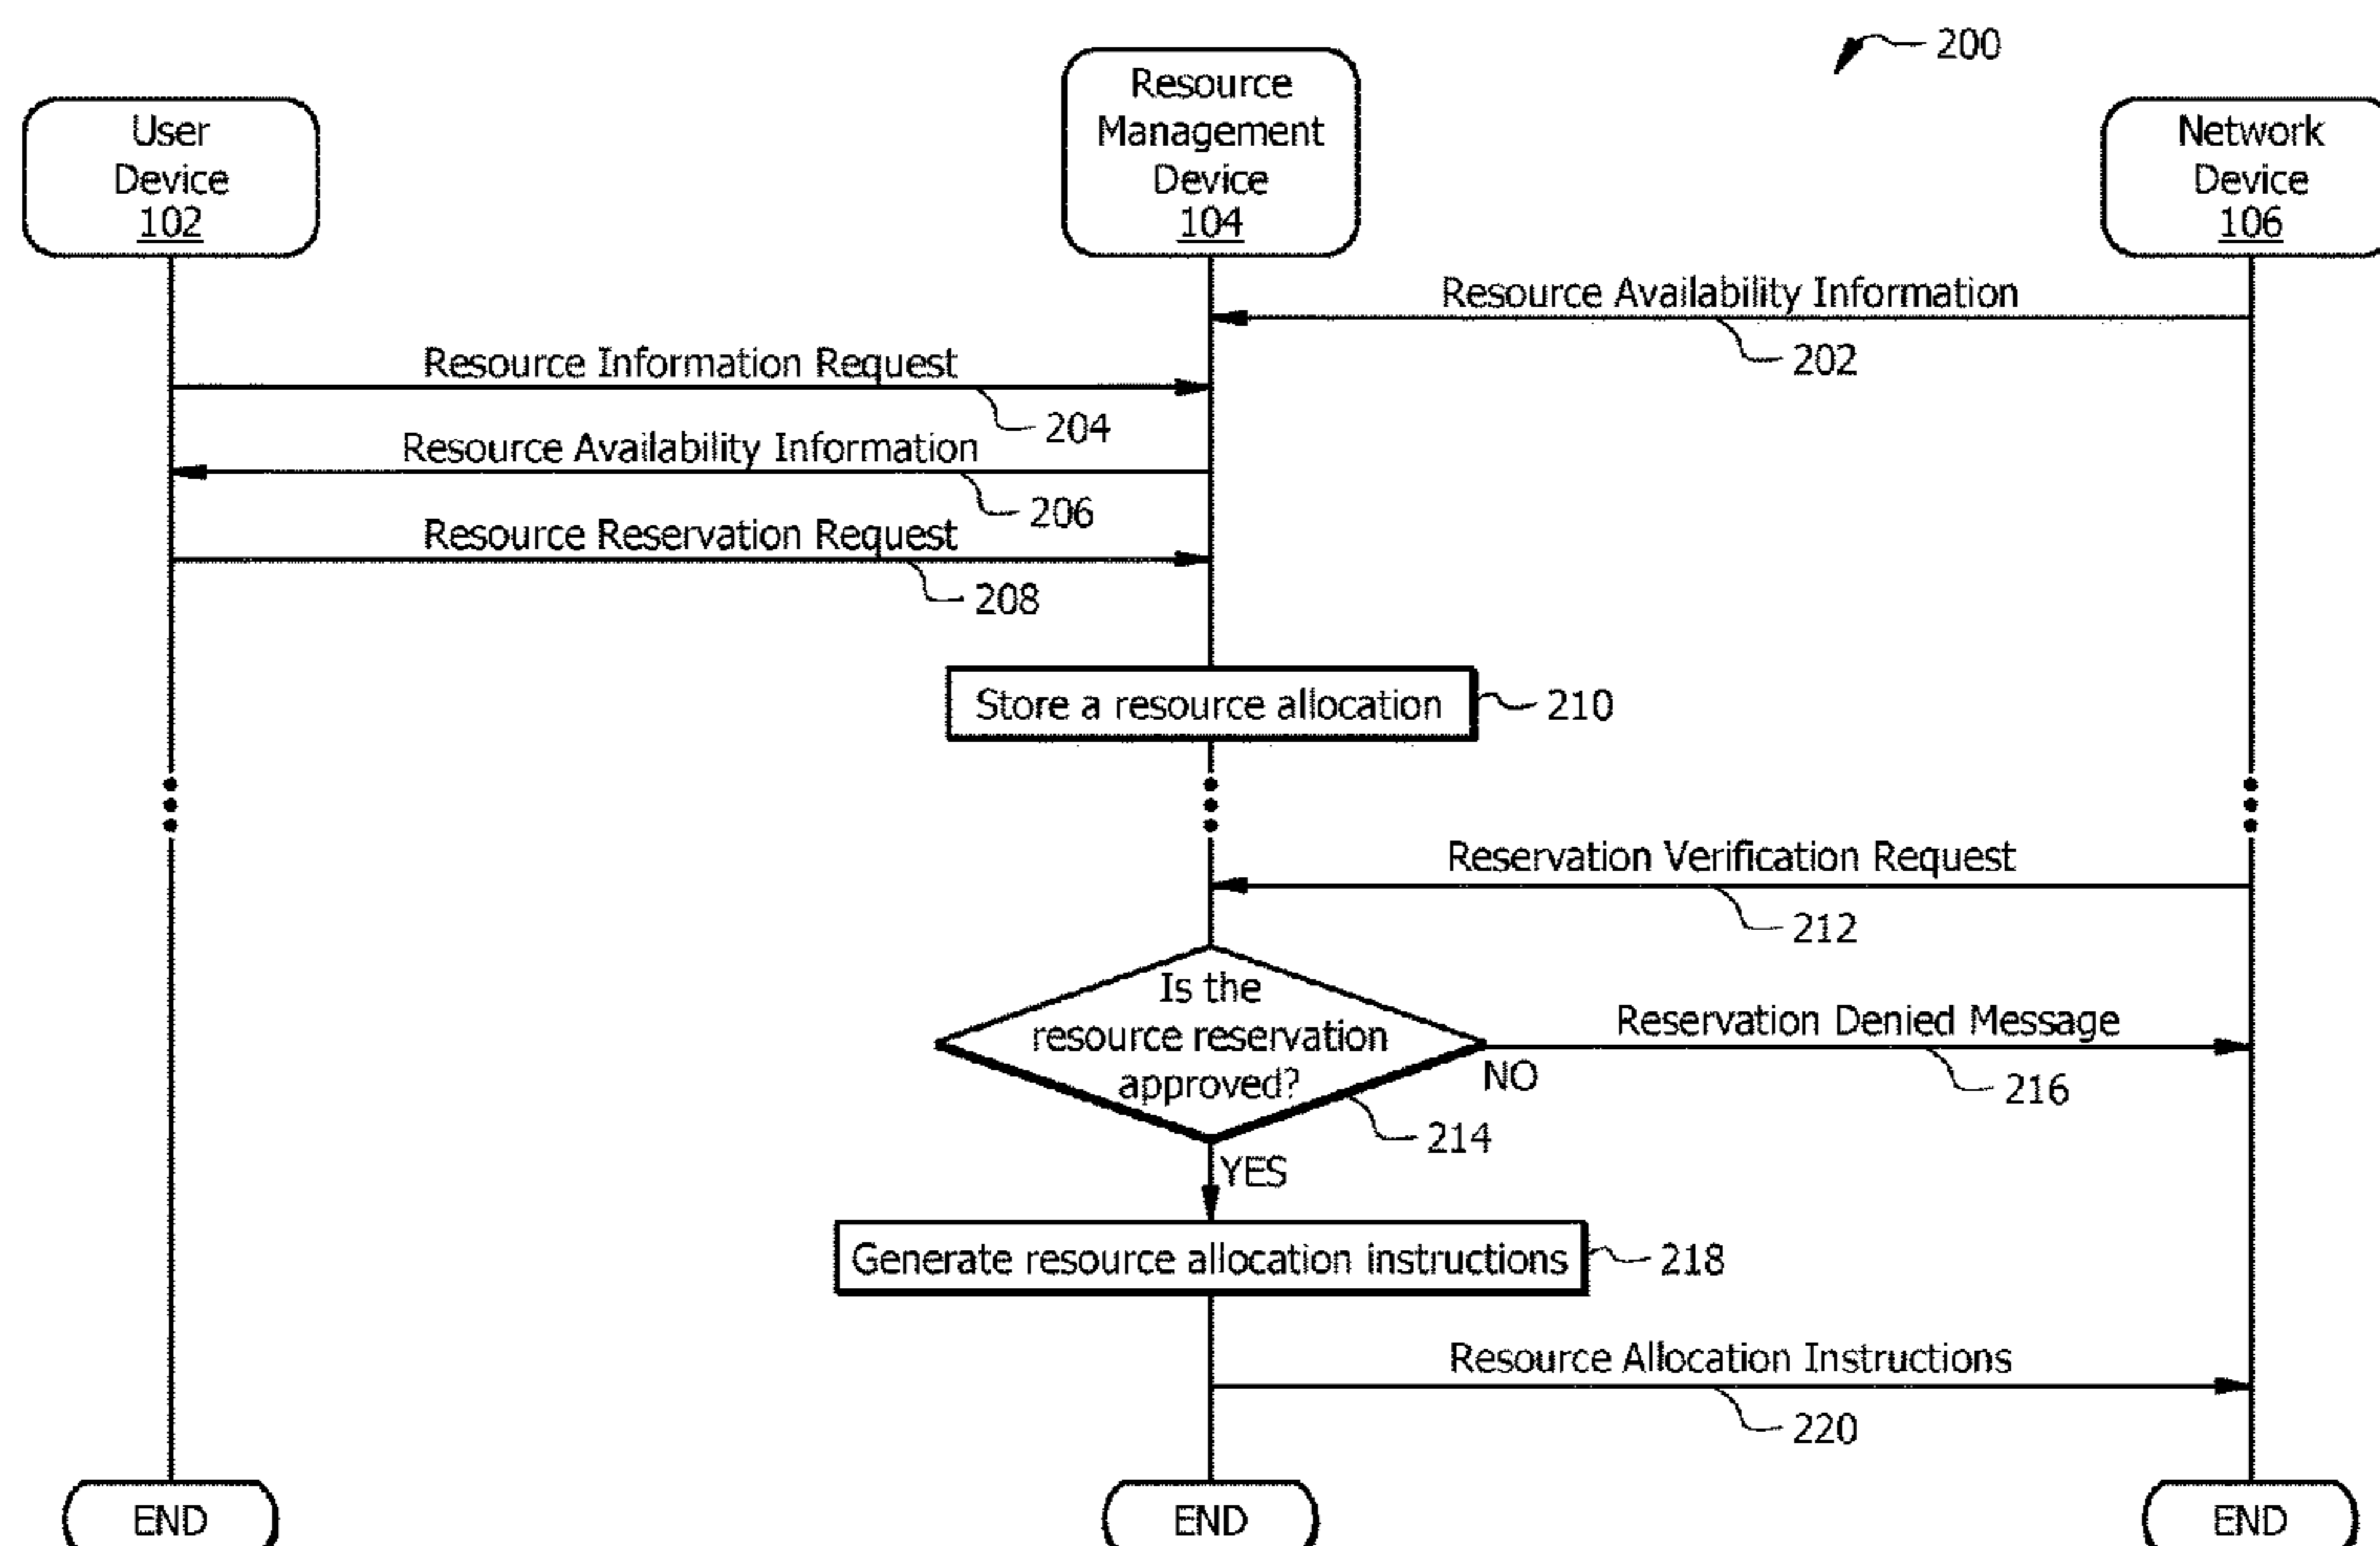 200
User
Device
102
Resource
Management
Device
104
Network
Device
106
Resource Availability Information
202
Resource Information Request
204
Resource Availability Information
206
Resource Reservation Request
208
Store a resource allocation
210
Reservation Verification Request
212
Is the
resource reservation
approved?
214
NO
Reservation Denied Message
216
YES
Generate resource allocation instructions
218
Resource Allocation Instructions
220
END
END
END